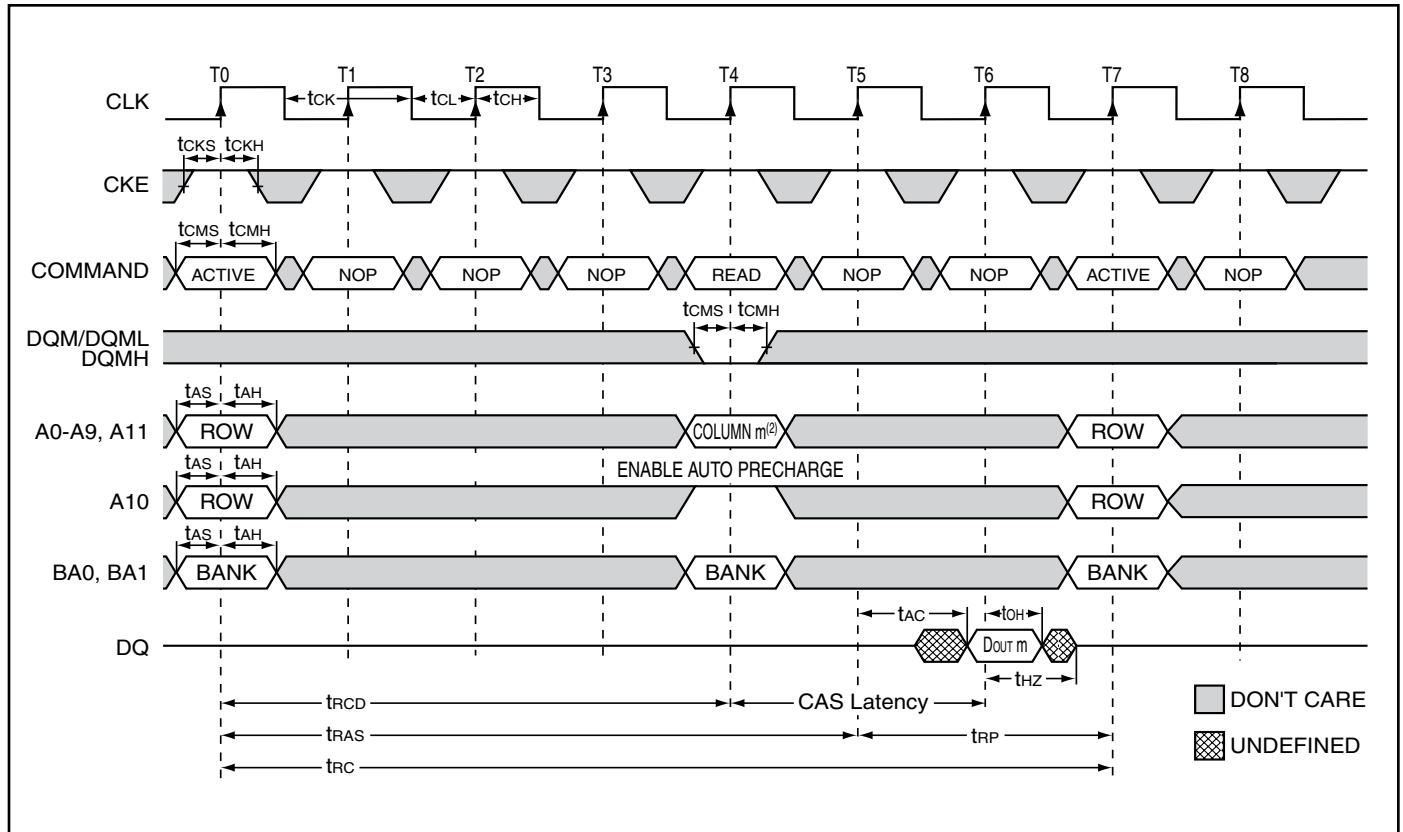 T0 T1 T2 T3 T4 T5 T6 T7 T8
CLK tCK tCL tCH
tCKS tCKH
CKE
tCMS tCMH
COMMAND ACTIVE NOP NOP NOP READ NOP NOP ACTIVE NOP
tCMS tCMH
DQM/DQML
DQMH
tAS tAH
A0-A9, A11 ROW COLUMN m(2) ROW
tAS tAH ENABLE AUTO PRECHARGE
A10 ROW ROW
tAS tAH
BA0, BA1 BANK BANK BANK
tAC tOH
DQ DOUT m
tHZ
tRCD CAS Latency DON'T CARE
tRAS tRP UNDEFINED
tRC